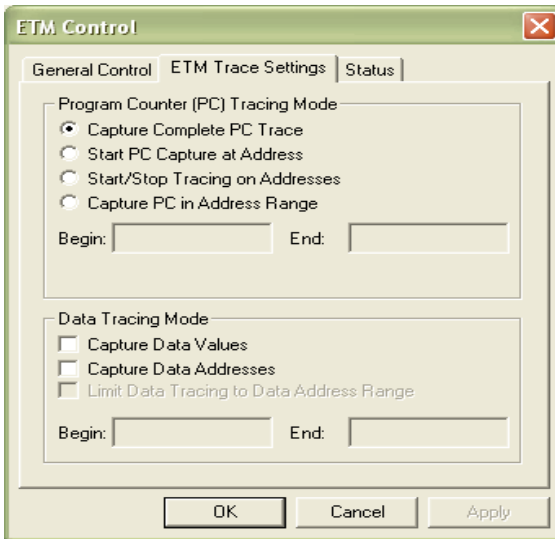 ETM Control
General Control ETM Trace Settings Status
Program Counter (PC) Tracing Mode
Capture Complete PC Trace
Start PC Capture at Address
Start/Stop Tracing on Addresses
Capture PC in Address Range
Begin: End:
Data Tracing Mode
Capture Data Values
Capture Data Addresses
Limit Data Tracing to Data Address Range
Begin: End:
OK Cancel Apply